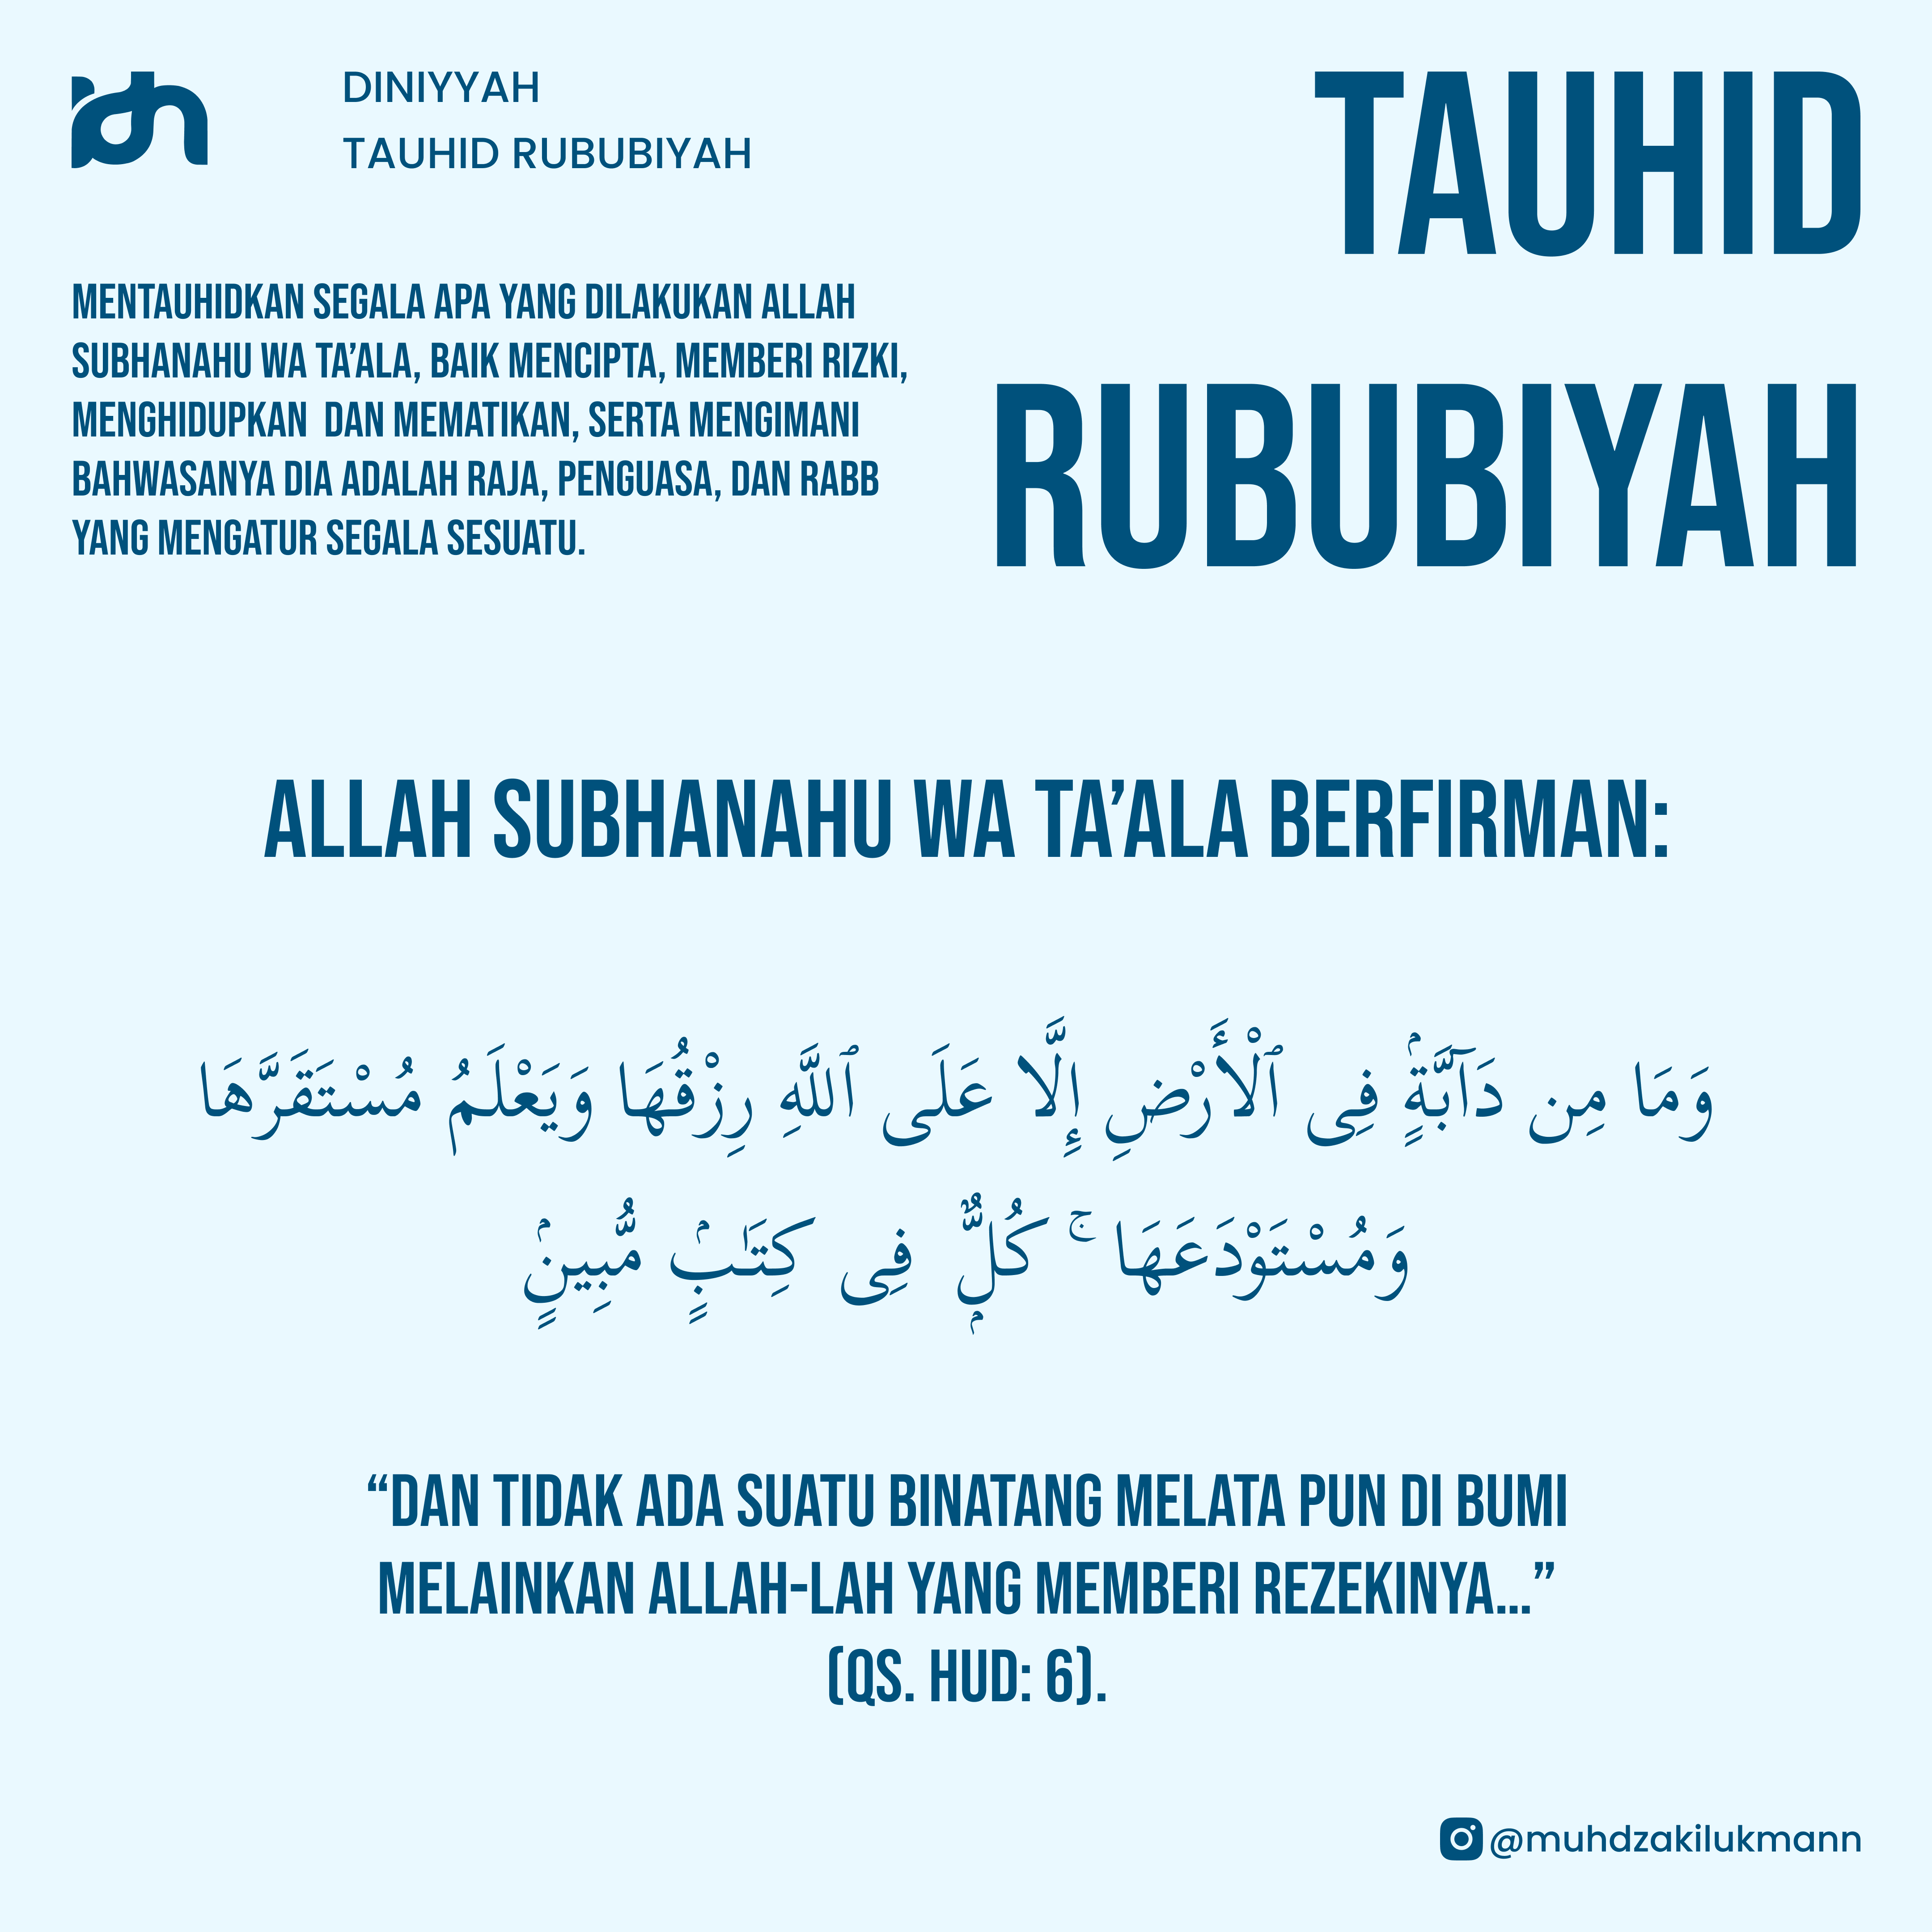 DINIYYAH
TAUHID RUBUBIYAH
TAUHID
RUBUBIYAH
MENTAUHIDKAN SEGALA APA YANG DILAKUKAN ALLAH
SUBHANAHU WA TA’ALA, BAIK MENCIPTA, MEMBERI RIZKI,
MENGHIDUPKAN  DAN MEMATIKAN, SERTA MENGIMANI
BAHWASANYA DIA ADALAH RAJA, PENGUASA, DAN RABB
YANG MENGATUR SEGALA SESUATU.
ALLAH SUBHANAHU WA TA’ALA BERFIRMAN:
وَمَا مِن دَآبَّةٍۢ فِى ٱلْأَرْضِ إِلَّا عَلَى ٱللَّهِ رِزْقُهَا وَيَعْلَمُ مُسْتَقَرَّهَا
وَمُسْتَوْدَعَهَا ۚ كُلٌّۭ فِى كِتَـٰبٍۢ مُّبِينٍۢ
“DAN TIDAK ADA SUATU BINATANG MELATA PUN DI BUMI
MELAINKAN ALLAH-LAH YANG MEMBERI REZEKINYA...”
(QS. HUD: 6).
@muhdzakilukmann